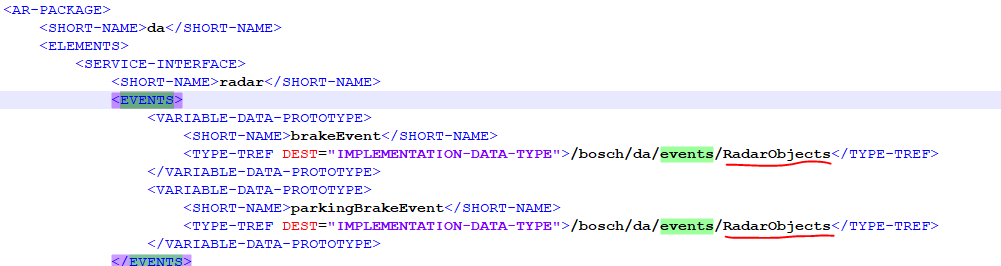 <AR-PACKAGE>
<SHORT-NAME>da</SHORT-NAME>
<ELEMENTS>
<SERVICE-INTERFACE>
<SHORT-NAME>radar</SHORT-NAME>
<EVENTS>
<VARIABLE-DATA-PROTOTYPE>
<SHORT-NAME>brakeEvent</SHORT-NAME>
<TYPE-TREF DEST="IMPLEMENTATION-DATA-TYPE">/bosch/da/events/RadarObjects</TYPE-TREF>
</VARIABLE-DATA-PROTOTYPE>
<VARIABLE-DATA-PROTOTYPE>
<SHORT-NAME>parkingBrakeEvent</SHORT-NAME>
<TYPE-TREF DEST="IMPLEMENTATION-DATA-TYPE">/bosch/da/events/RadarObjects</TYPE-TREF>
</VARIABLE-DATA-PROTOTYPE>
</EVENTS>